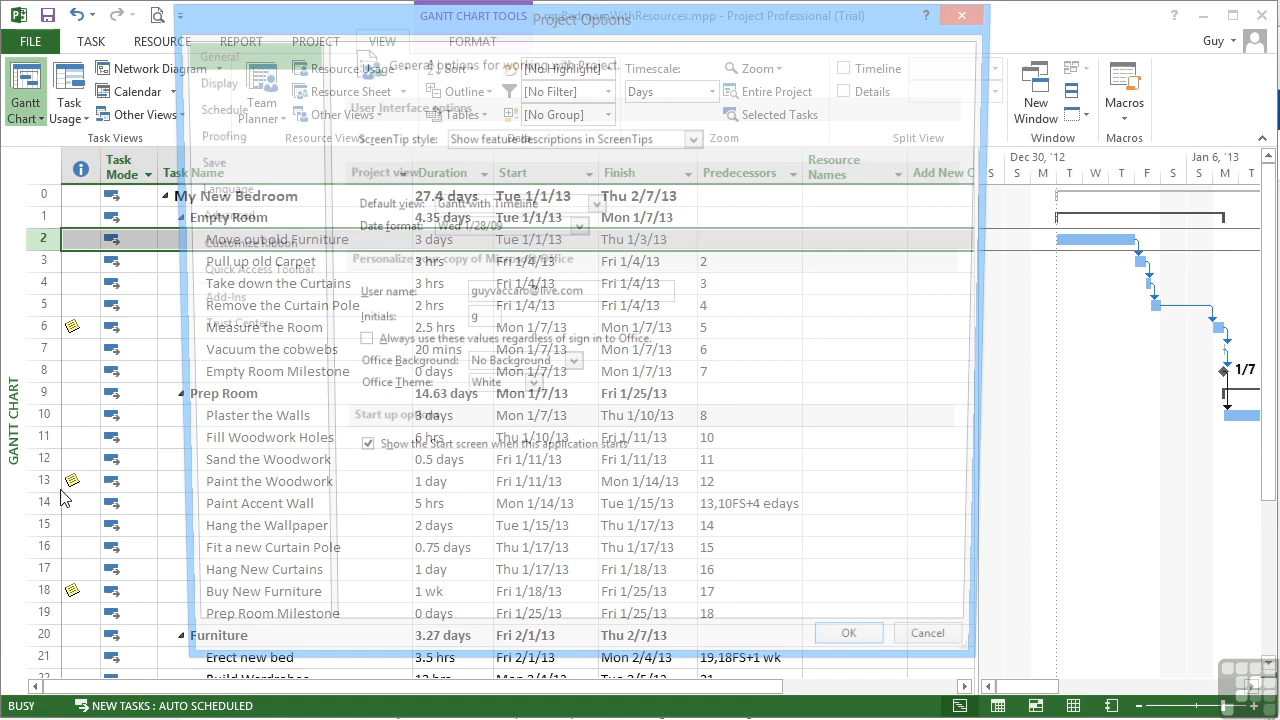 GANTT CHART TOOLS
BedroomWithResources.mpp - Project Professional (Trial)
Project Options
FILE TASK RESOURCE REPORT PROJECT VIEW FORMAT Guy
Gantt Chart
Task Usage
Network Diagram
Calendar
Other Views
Task Views
Team Planner
Resource Usage
Resource Sheet
Other Views
Resource Views
Sort
Outline
Tables
[No Highlight]
[No Filter]
[No Group]
Data
Timescale:
Days
Zoom
Entire Project
Selected Tasks
Zoom
Timeline
Details
Split View
New Window
Window
Macros
Macros
General
Display
Schedule
Proofing
Save
Language
Advanced
Customize Ribbon
Quick Access Toolbar
Add-Ins
Trust Center
General options for working with Project.
User Interface options
ScreenTip style: Show feature descriptions in ScreenTips
Project view
Default view: Gantt with Timeline
Date format: Wed 1/28/09
Personalize your copy of Microsoft Office
User name: guyvaccaro@live.com
Initials: g
Always use these values regardless of sign in to Office.
Office Background: No Background
Office Theme: White
Start up options
Show the Start screen when this application starts
OK Cancel
Task Mode Task Name Duration Start Finish Predecessors Resource Names Add New C
Dec 30, '12 Jan 6, '13
S S M T W T F S S M T
0 My New Bedroom 27.4 days Tue 1/1/13 Thu 2/7/13
1 Empty Room 4.35 days Tue 1/1/13 Mon 1/7/13
2 Move out old Furniture 3 days Tue 1/1/13 Thu 1/3/13
3 Pull up old Carpet 3 hrs Fri 1/4/13 Fri 1/4/13 2
4 Take down the Curtains 3 hrs Fri 1/4/13 Fri 1/4/13 3
5 Remove the Curtain Pole 2 hrs Fri 1/4/13 Fri 1/4/13 4
6 Measure the Room 2.5 hrs Mon 1/7/13 Mon 1/7/13 5
7 Vacuum the cobwebs 20 mins Mon 1/7/13 Mon 1/7/13 6
8 Empty Room Milestone 0 days Mon 1/7/13 Mon 1/7/13 7 1/7
9 Prep Room 14.63 days Mon 1/7/13 Fri 1/25/13
10 Plaster the Walls 3 days Mon 1/7/13 Thu 1/10/13 8
11 Fill Woodwork Holes 6 hrs Thu 1/10/13 Fri 1/11/13 10
12 Sand the Woodwork 0.5 days Fri 1/11/13 Fri 1/11/13 11
13 Paint the Woodwork 1 day Fri 1/11/13 Mon 1/14/13 12
14 Paint Accent Wall 5 hrs Mon 1/14/13 Tue 1/15/13 13,10FS+4 edays
15 Hang the Wallpaper 2 days Tue 1/15/13 Thu 1/17/13 14
16 Fit a new Curtain Pole 0.75 days Thu 1/17/13 Thu 1/17/13 15
17 Hang New Curtains 1 day Thu 1/17/13 Fri 1/18/13 16
18 Buy New Furniture 1 wk Fri 1/18/13 Fri 1/25/13 17
19 Prep Room Milestone 0 days Fri 1/25/13 Fri 1/25/13 18
20 Furniture 3.27 days Fri 2/1/13 Thu 2/7/13
21 Erect new bed 3.5 hrs Fri 2/1/13 Mon 2/4/13 19,18FS+1 wk
GANTT CHART
BUSY NEW TASKS : AUTO SCHEDULED